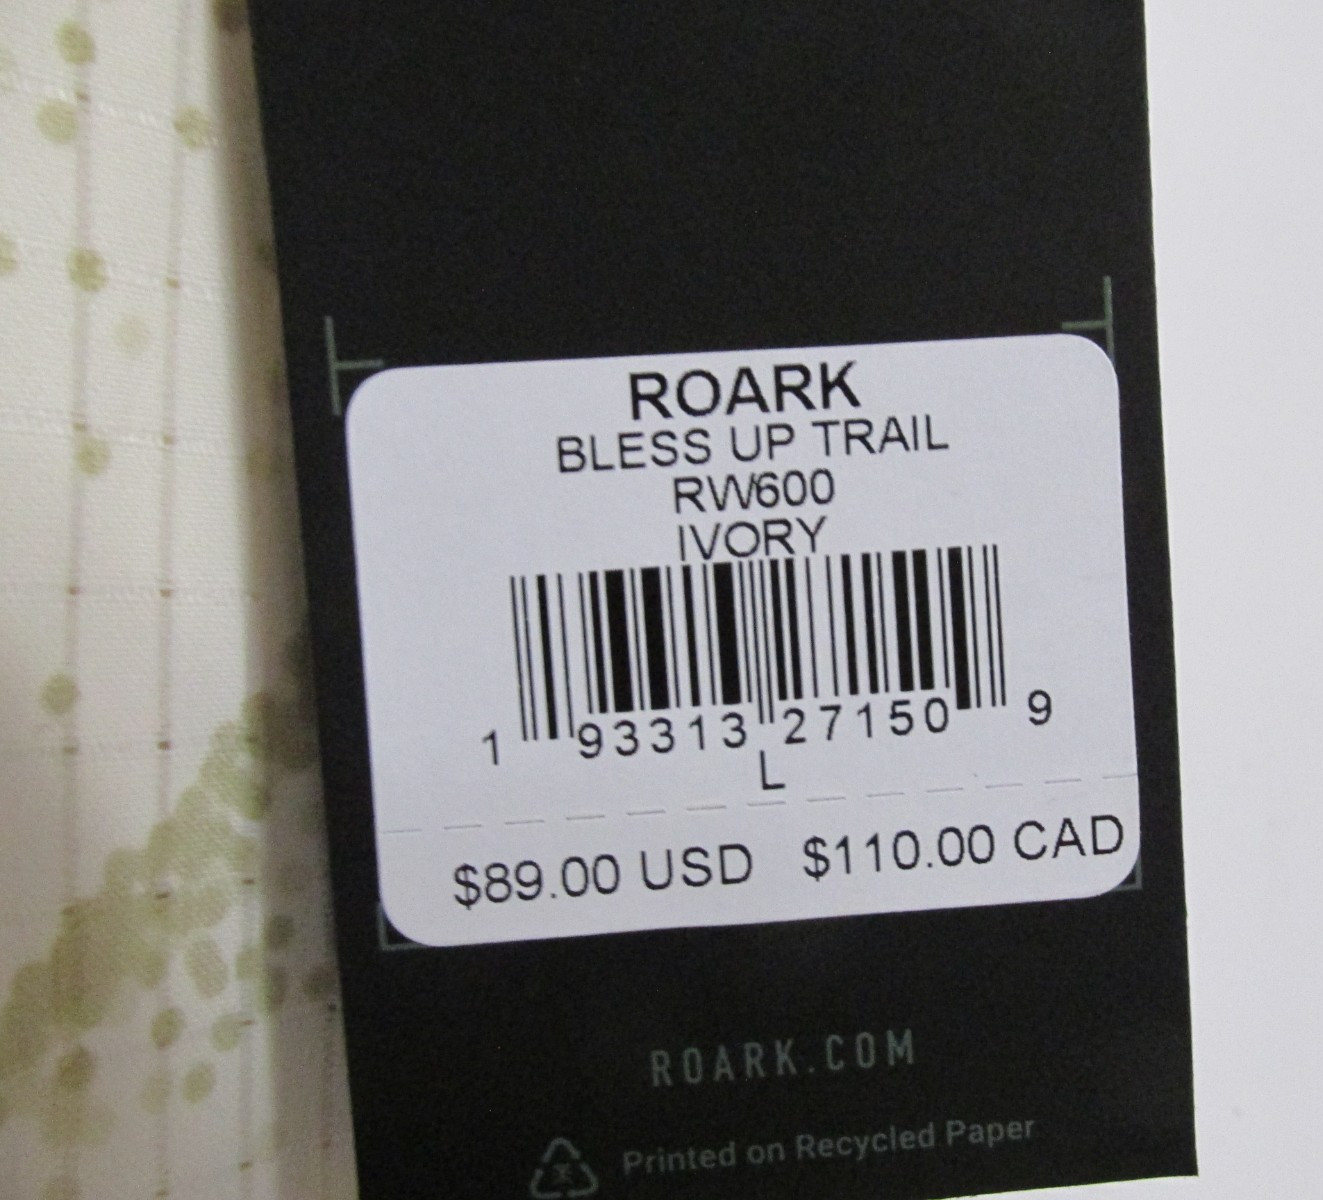 ROARK
BLESS UP TRAIL
RW600
IVORY
1 93313 27150 9
L
$89.00 USD $110.00 CAD
ROARK.COM
Printed on Recycled Paper